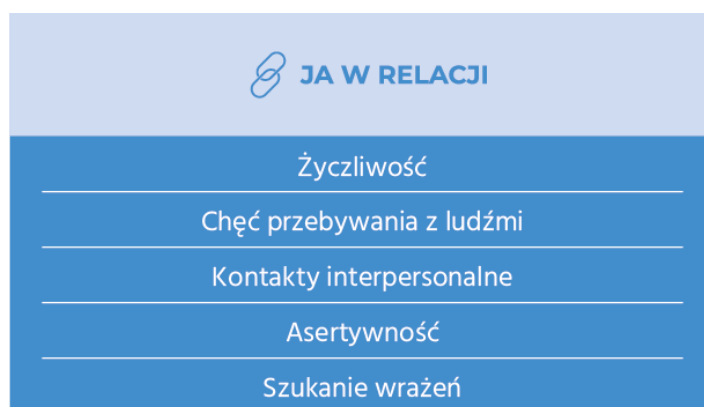 JA W RELACJI
Życzliwość
Chęć przebywania z ludźmi
Kontakty interpersonalne
Asertywność
Szukanie wrażeń